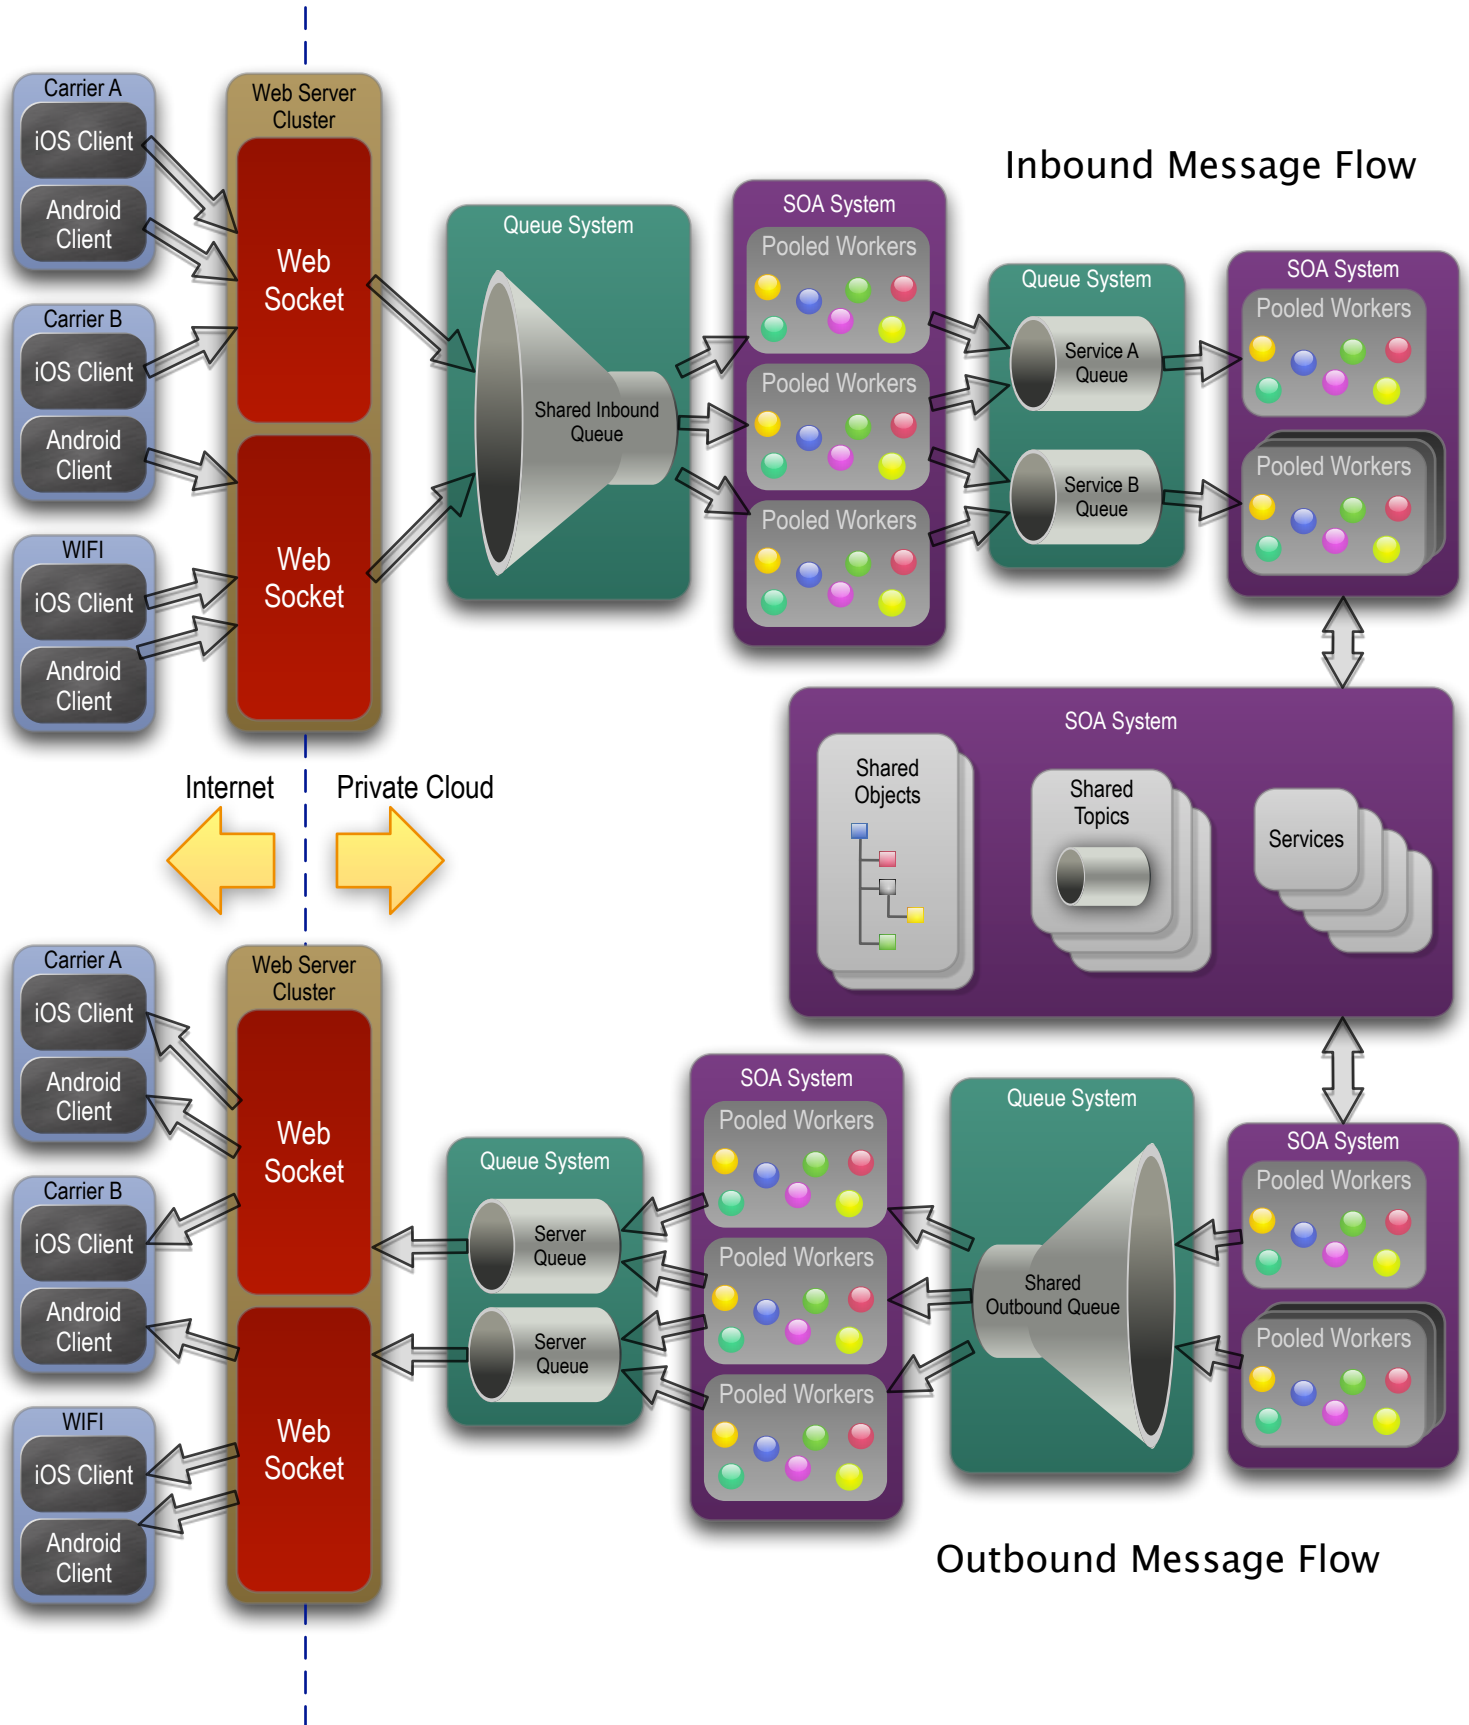 Inbound Message Flow
Carrier A
iOS Client
Android
Client
Carrier B
iOS Client
Android
Client
WIFI
iOS Client
Android
Client
Web Server
Cluster
Web
Socket
Web
Socket
Queue System
Shared Inbound
Queue
SOA System
Pooled Workers
Pooled Workers
Pooled Workers
Queue System
Service A
Queue
Service B
Queue
SOA System
Pooled Workers
Pooled Workers
SOA System
Shared
Objects
Shared
Topics
Services
Internet
Private Cloud
Carrier A
iOS Client
Android
Client
Carrier B
iOS Client
Android
Client
WIFI
iOS Client
Android
Client
Web Server
Cluster
Web
Socket
Web
Socket
Queue System
Server
Queue
Server
Queue
SOA System
Pooled Workers
Pooled Workers
Pooled Workers
Queue System
Shared
Outbound Queue
SOA System
Pooled Workers
Pooled Workers
Outbound Message Flow